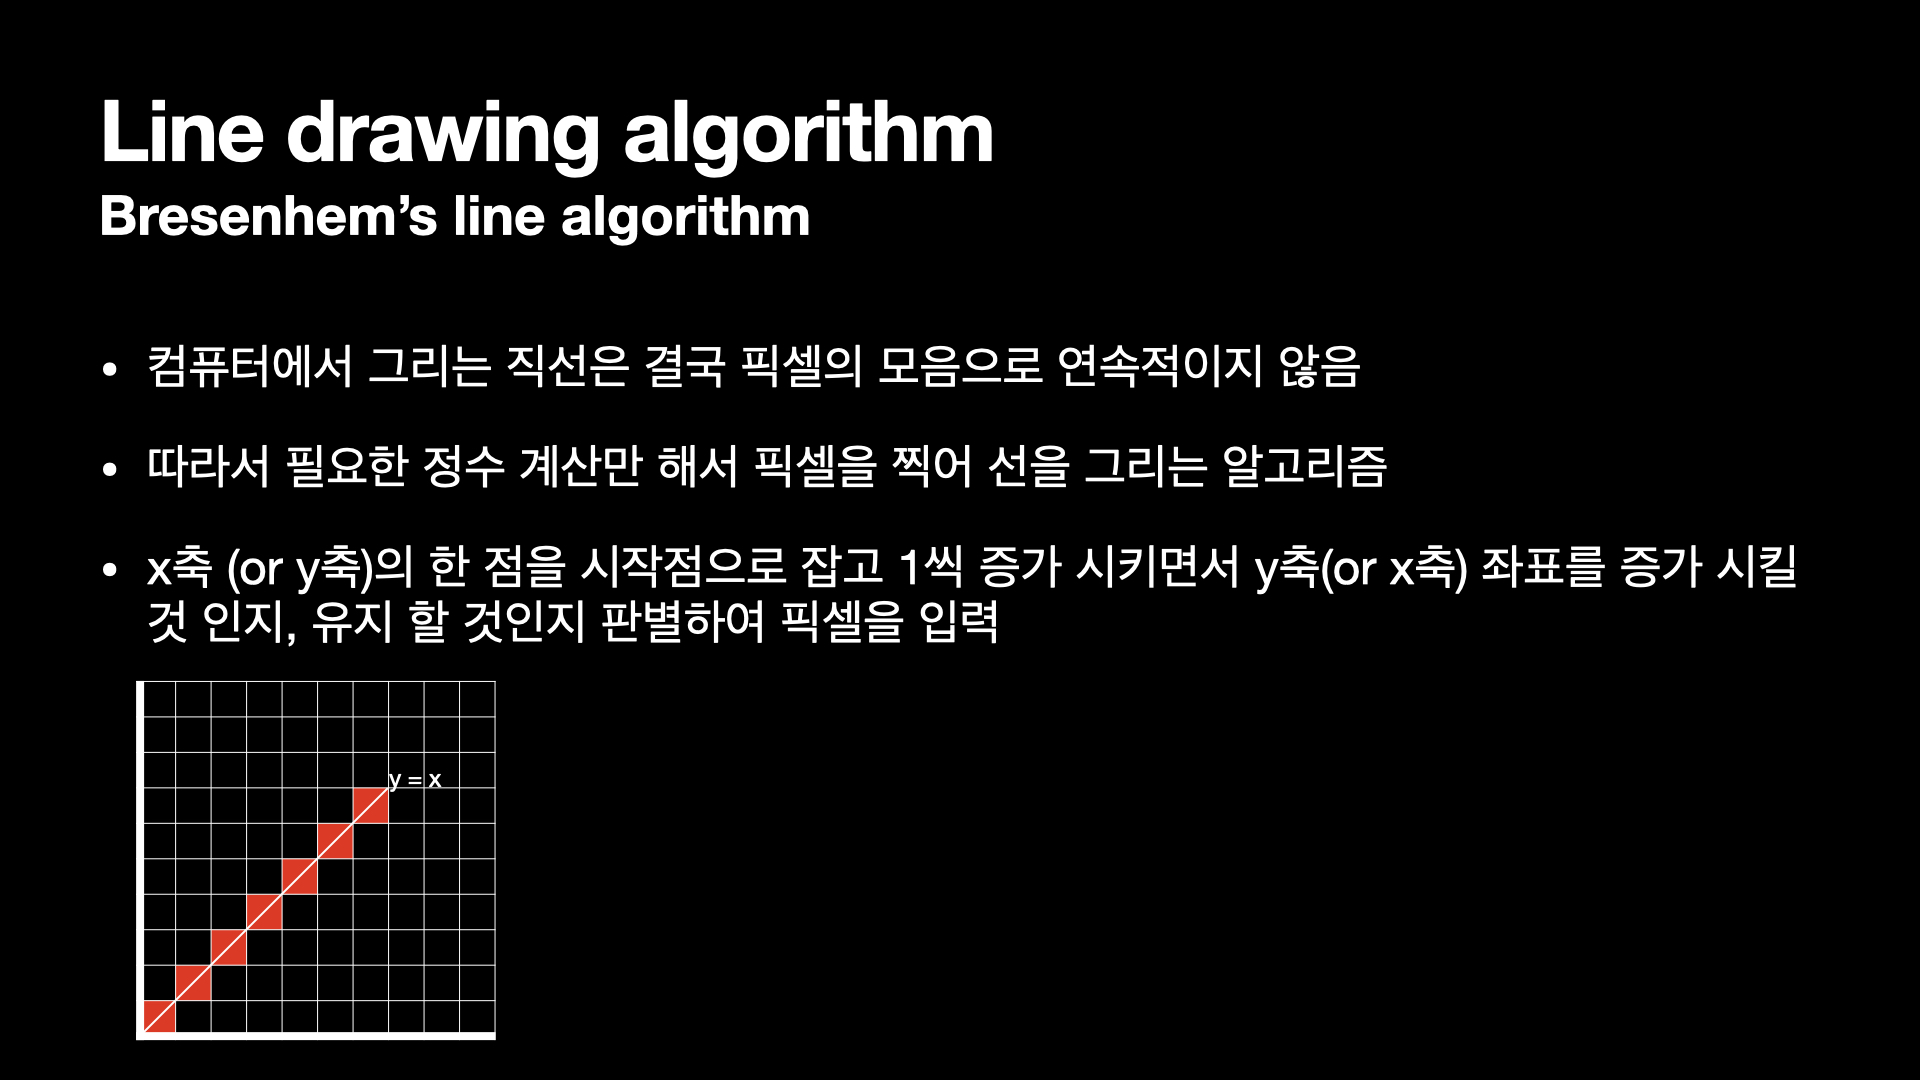 Line drawing algorithm
Bresenhem’s line algorithm
• 컴퓨터에서 그리는 직선은 결국 픽셀의 모음으로 연속적이지 않음
• 따라서 필요한 정수 계산만 해서 픽셀을 찍어 선을 그리는 알고리즘
• x축 (or y축)의 한 점을 시작점으로 잡고 1씩 증가 시키면서 y축(or x축) 좌표를 증가 시킬
것 인지, 유지 할 것인지 판별하여 픽셀을 입력
y = x